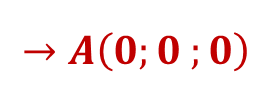 → A(0; 0 ; 0)